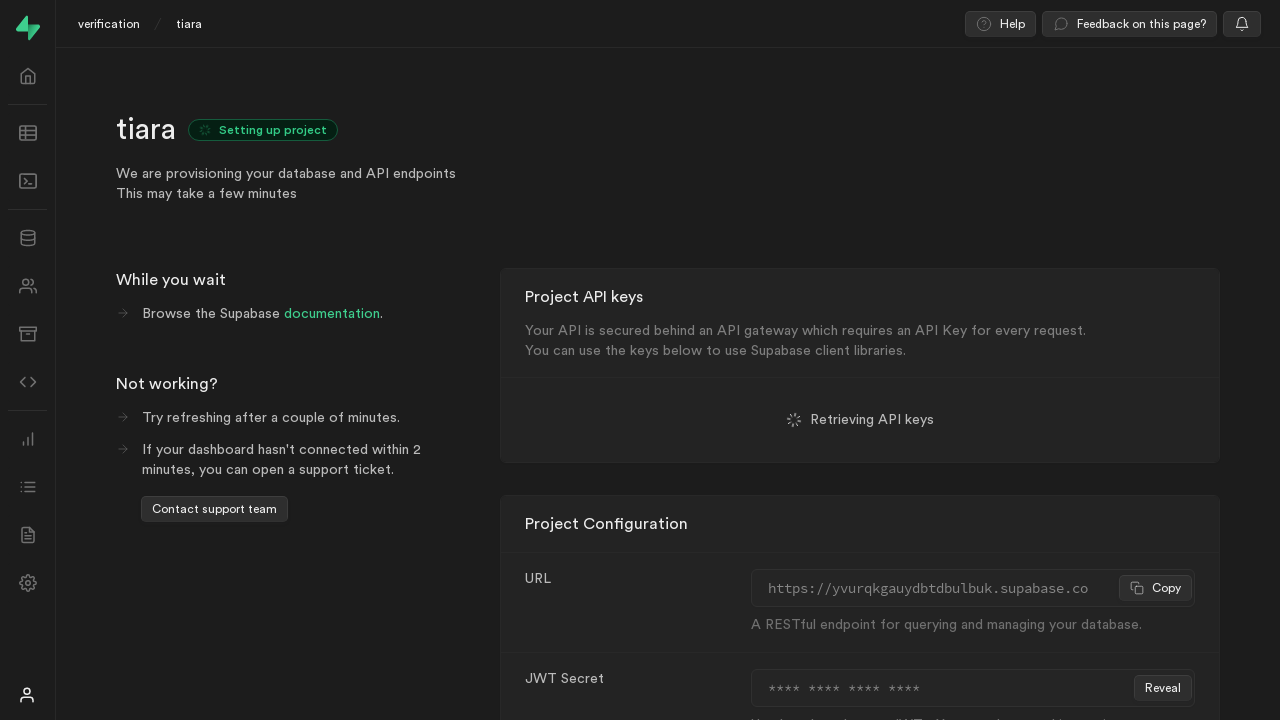 verification / tiara
Help
Feedback on this page?
tiara
Setting up project
We are provisioning your database and API endpoints
This may take a few minutes
While you wait
Browse the Supabase documentation.
Not working?
Try refreshing after a couple of minutes.
If your dashboard hasn't connected within 2
minutes, you can open a support ticket.
Contact support team
Project API keys
Your API is secured behind an API gateway which requires an API Key for every request.
You can use the keys below to use Supabase client libraries.
Retrieving API keys
Project Configuration
URL
https://yvurqkgauydbtdbulbuk.supabase.co
Copy
A RESTful endpoint for querying and managing your database.
JWT Secret
**** **** **** ****
Reveal